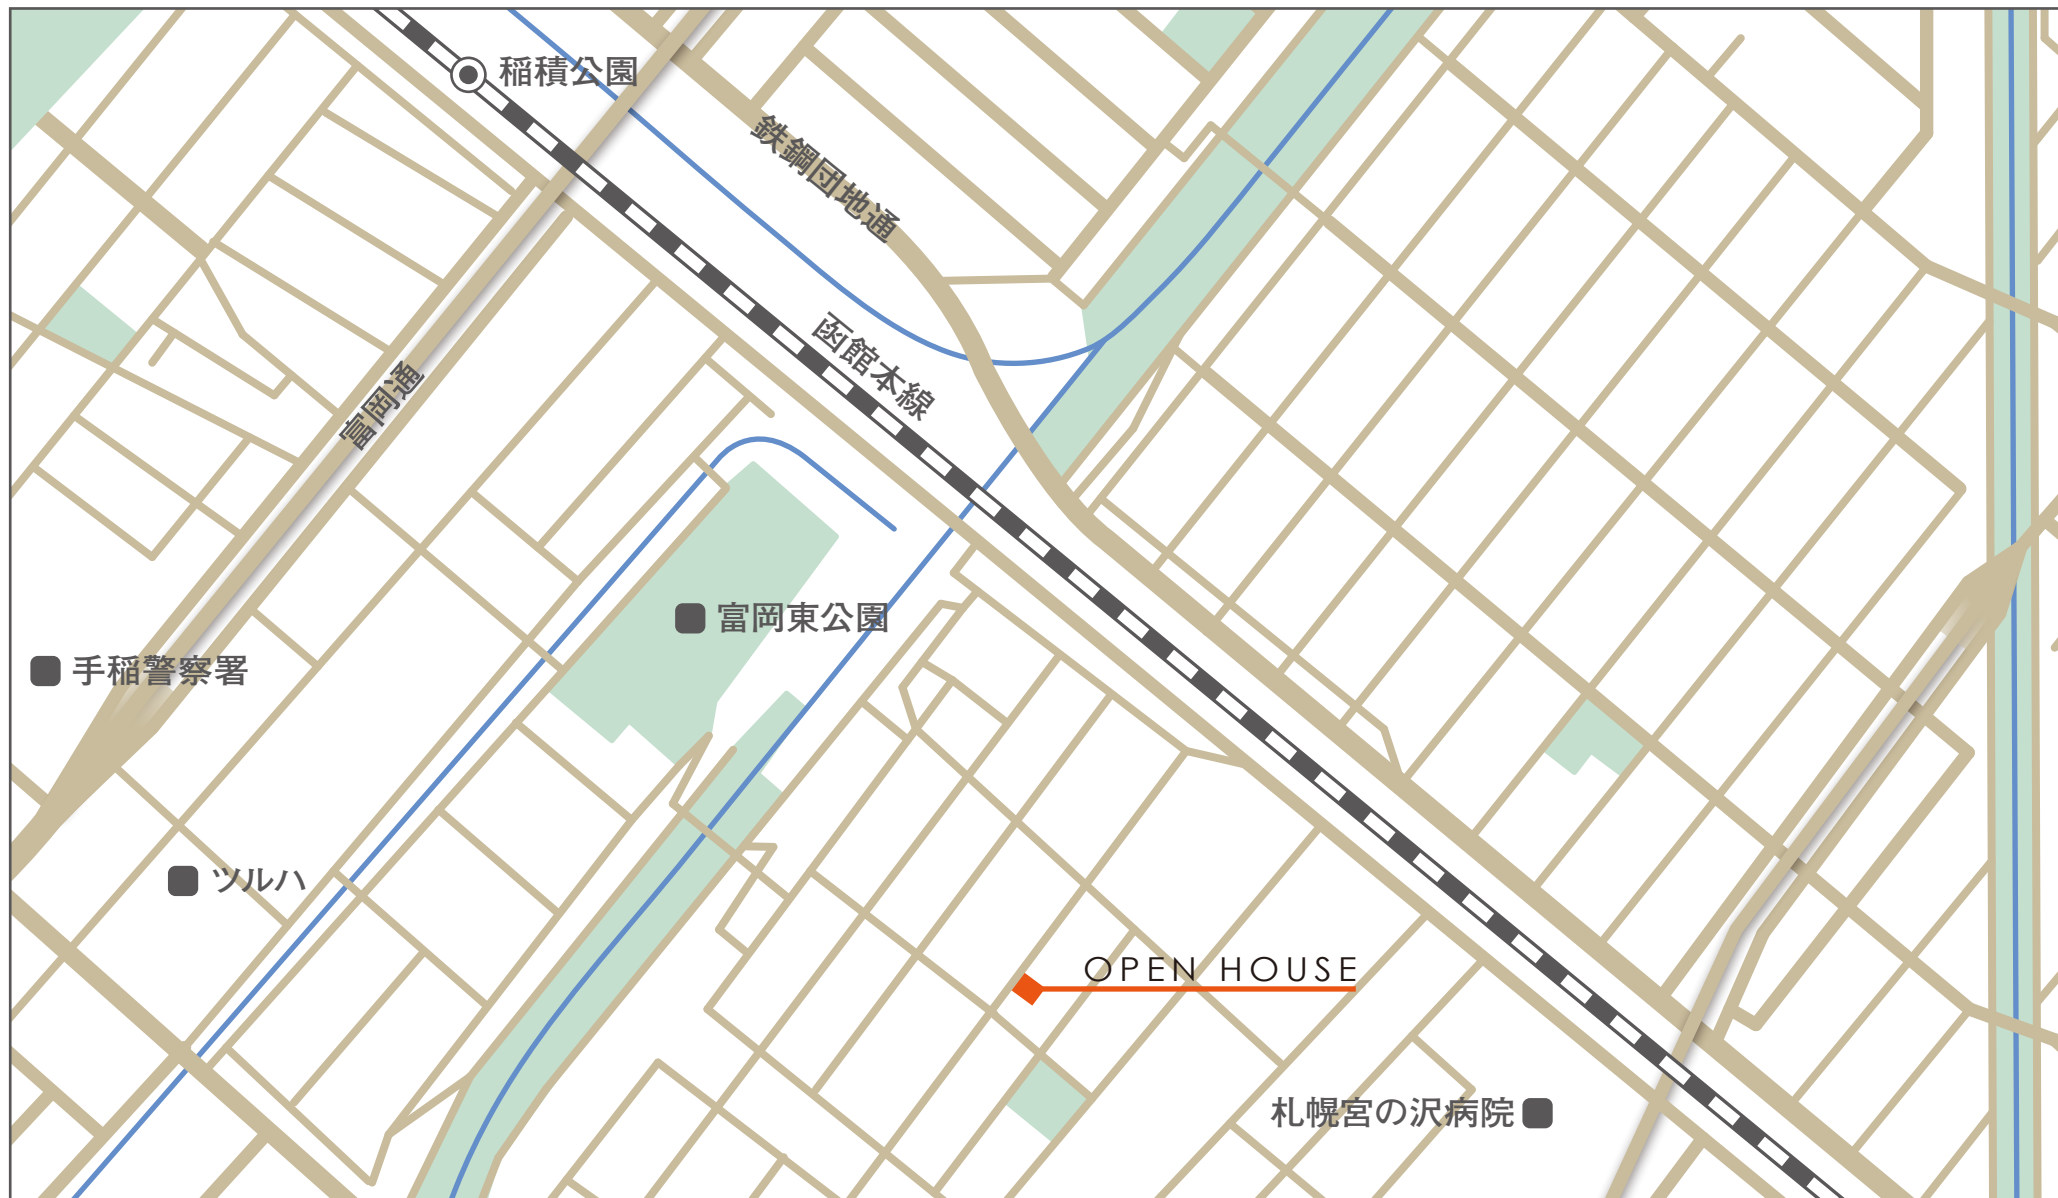 稲積公園
鉄鋼団地通
函館本線
富岡通
富岡東公園
手稲警察署
ツルハ
OPEN HOUSE
札幌宮の沢病院